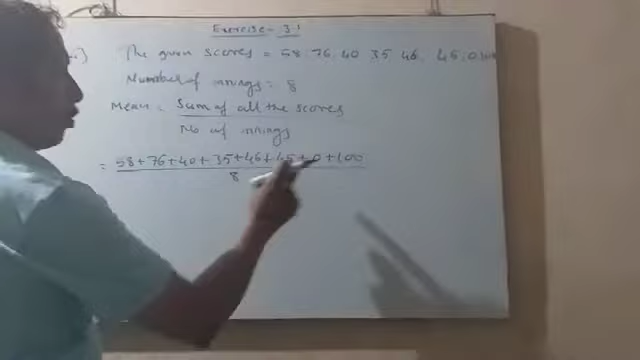 Exercise - 3.1
The given scores = 58 76 40 35 46, 45, 0, 100
Number of innings = 8
Mean = Sum of all the scores
No of innings
= 58+76+40+35+46+45+0+100
8